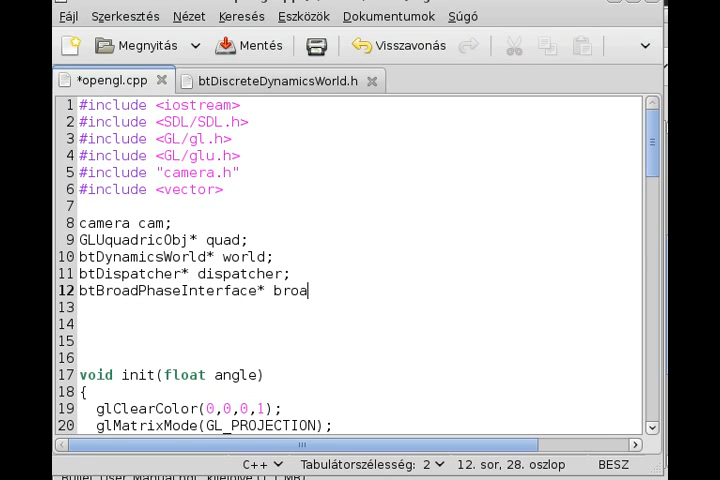 Fájl Szerkesztés Nézet Keresés Eszközök Dokumentumok Súgó
Megnyitás Mentés Visszavonás
*opengl.cpp btDiscreteDynamicsWorld.h
1 #include <iostream>
2 #include <SDL/SDL.h>
3 #include <GL/gl.h>
4 #include <GL/glu.h>
5 #include "camera.h"
6 #include <vector>
7
8 camera cam;
9 GLUquadricObj* quad;
10 btDynamicsWorld* world;
11 btDispatcher* dispatcher;
12 btBroadPhaseInterface* broa
13
14
15
16
17 void init(float angle)
18 {
19 glClearColor(0,0,0,1);
20 glMatrixMode(GL_PROJECTION);
C++ Tabulátorszélesség: 2 12. sor, 28. oszlop BESZ